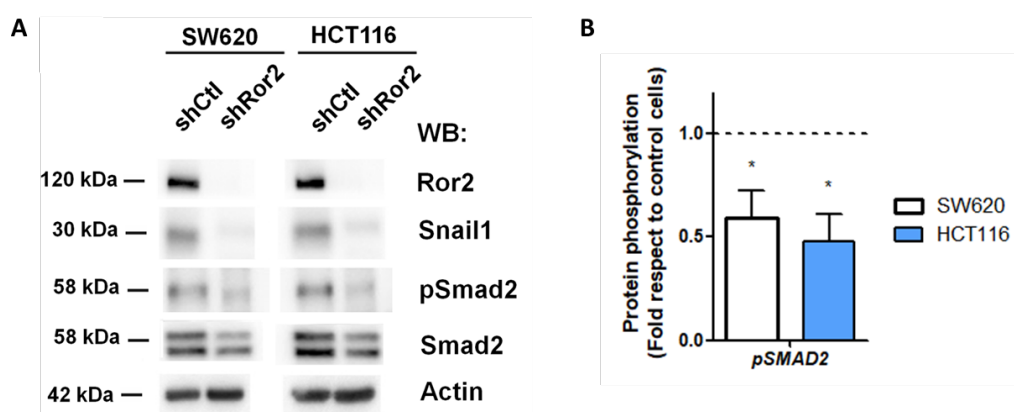 A
SW620 HCT116
shCtl shRor2 shCtl shRor2
WB:
120 kDa Ror2
30 kDa Snail1
58 kDa pSmad2
58 kDa Smad2
42 kDa Actin
B
Protein phosphorylation
(Fold respect to control cells)
1.0
0.5
0.0
* *
pSMAD2
SW620
HCT116